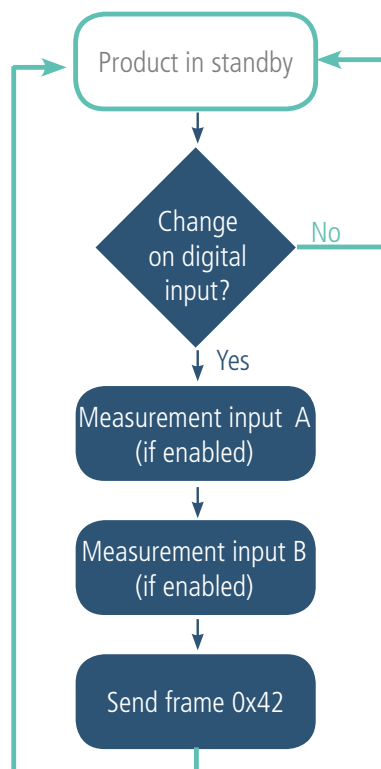 Product in standby
Change
on digital
input?
No
Yes
Measurement input A
(if enabled)
Measurement input B
(if enabled)
Send frame 0x42